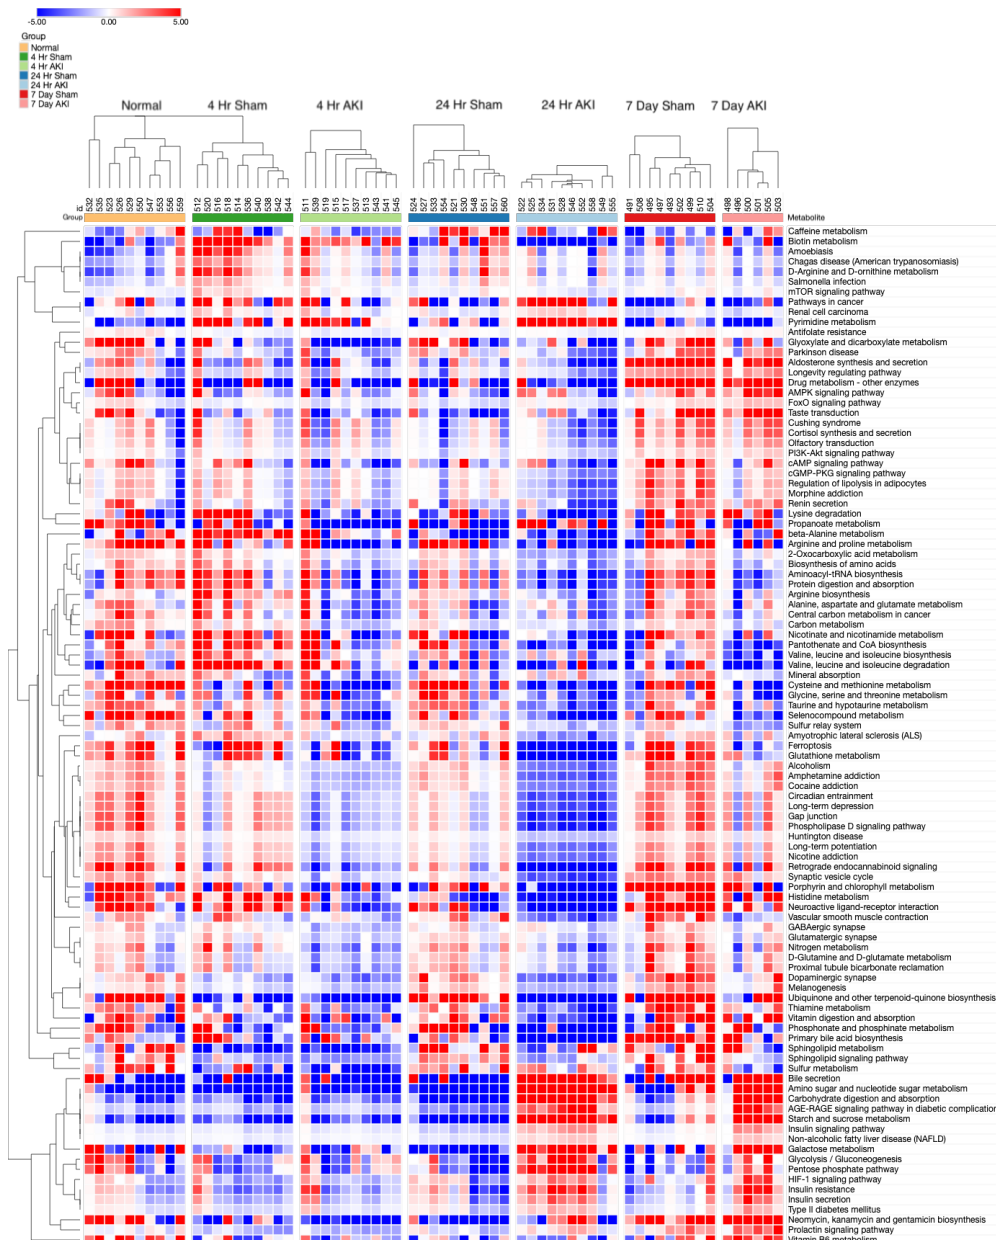 -5.00 0.00 5.00
Group
Normal
4 Hr Sham
4 Hr AKI
24 Hr Sham
24 Hr AKI
7 Day Sham
7 Day AKI
Normal 4 Hr Sham 4 Hr AKI 24 Hr Sham 24 Hr AKI 7 Day Sham 7 Day AKI
id
Group Metabolite
Caffeine metabolism
Biotin metabolism
Amoebiasis
Chagas disease (American trypanosomiasis)
D-Arginine and D-ornithine metabolism
Salmonella infection
mTOR signaling pathway
Pathways in cancer
Renal cell carcinoma
Pyrimidine metabolism
Antifolate resistance
Glyoxylate and dicarboxylate metabolism
Parkinson disease
Aldosterone synthesis and secretion
Longevity regulating pathway
Drug metabolism - other enzymes
AMPK signaling pathway
FoxO signaling pathway
Taste transduction
Cushing syndrome
Cortisol synthesis and secretion
Olfactory transduction
PI3K-Akt signaling pathway
cAMP signaling pathway
cGMP-PKG signaling pathway
Regulation of lipolysis in adipocytes
Morphine addiction
Renin secretion
Lysine degradation
Propanoate metabolism
beta-Alanine metabolism
Arginine and proline metabolism
2-Oxocarboxylic acid metabolism
Biosynthesis of amino acids
Aminoacyl-tRNA biosynthesis
Protein digestion and absorption
Arginine biosynthesis
Alanine, aspartate and glutamate metabolism
Central carbon metabolism in cancer
Carbon metabolism
Nicotinate and nicotinamide metabolism
Pantothenate and CoA biosynthesis
Valine, leucine and isoleucine biosynthesis
Valine, leucine and isoleucine degradation
Mineral absorption
Cysteine and methionine metabolism
Glycine, serine and threonine metabolism
Taurine and hypotaurine metabolism
Selenocompound metabolism
Sulfur relay system
Amyotrophic lateral sclerosis (ALS)
Ferroptosis
Glutathione metabolism
Alcoholism
Amphetamine addiction
Cocaine addiction
Circadian entrainment
Long-term depression
Gap junction
Phospholipase D signaling pathway
Huntington disease
Long-term potentiation
Nicotine addiction
Retrograde endocannabinoid signaling
Synaptic vesicle cycle
Porphyrin and chlorophyll metabolism
Histidine metabolism
Neuroactive ligand-receptor interaction
Vascular smooth muscle contraction
GABAergic synapse
Glutamatergic synapse
Nitrogen metabolism
D-Glutamine and D-glutamate metabolism
Proximal tubule bicarbonate reclamation
Dopaminergic synapse
Melanogenesis
Ubiquinone and other terpenoid-quinone biosynthesis
Thiamine metabolism
Vitamin digestion and absorption
Phosphonate and phosphinate metabolism
Primary bile acid biosynthesis
Sphingolipid metabolism
Sphingolipid signaling pathway
Sulfur metabolism
Bile secretion
Amino sugar and nucleotide sugar metabolism
Carbohydrate digestion and absorption
AGE-RAGE signaling pathway in diabetic complication
Starch and sucrose metabolism
Insulin signaling pathway
Non-alcoholic fatty liver disease (NAFLD)
Galactose metabolism
Glycolysis / Gluconeogenesis
Pentose phosphate pathway
HIF-1 signaling pathway
Insulin resistance
Insulin secretion
Type II diabetes mellitus
Neomycin, kanamycin and gentamicin biosynthesis
Prolactin signaling pathway
Vitamin B6 metabolism